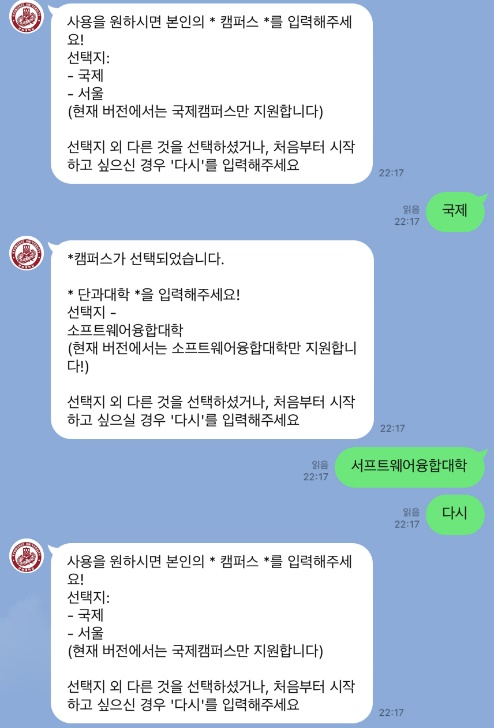 사용을 원하시면 본인의 * 캠퍼스 *를 입력해주세
요!
선택지:
- 국제
- 서울
(현재 버전에서는 국제캠퍼스만 지원합니다)
선택지 외 다른 것을 선택하셨거나, 처음부터 시작
하고 싶으신 경우 '다시'를 입력해주세요
22:17
읽음
22:17
국제
*캠퍼스가 선택되었습니다.
* 단과대학 *을 입력해주세요!
선택지 -
소프트웨어융합대학
(현재 버전에서는 소프트웨어융합대학만 지원합니
다!)
선택지 외 다른 것을 선택하셨거나, 처음부터 시작
하고 싶으실 경우 '다시'를 입력해주세요
22:17
읽음
22:17
서프트웨어융합대학
읽음
22:17
다시
사용을 원하시면 본인의 * 캠퍼스 *를 입력해주세
요!
선택지:
- 국제
- 서울
(현재 버전에서는 국제캠퍼스만 지원합니다)
선택지 외 다른 것을 선택하셨거나, 처음부터 시작
하고 싶으신 경우 '다시'를 입력해주세요
22:17